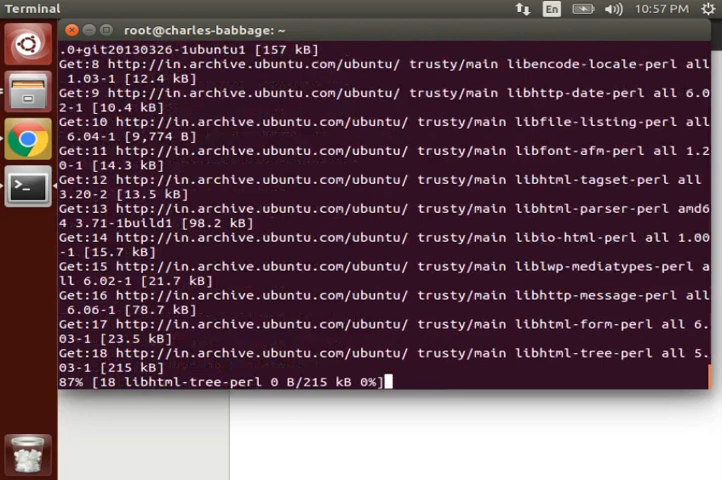 Terminal
En
10:57 PM
root@charles-babbage: ~
.0+git20130326-1ubuntu1 [157 kB]
Get:8 http://in.archive.ubuntu.com/ubuntu/ trusty/main libencode-locale-perl all
1.03-1 [12.4 kB]
Get:9 http://in.archive.ubuntu.com/ubuntu/ trusty/main libhttp-date-perl all 6.0
2-1 [10.4 kB]
Get:10 http://in.archive.ubuntu.com/ubuntu/ trusty/main libfile-listing-perl all
6.04-1 [9,774 B]
Get:11 http://in.archive.ubuntu.com/ubuntu/ trusty/main libfont-afm-perl all 1.2
0-1 [14.3 kB]
Get:12 http://in.archive.ubuntu.com/ubuntu/ trusty/main libhtml-tagset-perl all
3.20-2 [13.5 kB]
Get:13 http://in.archive.ubuntu.com/ubuntu/ trusty/main libhtml-parser-perl amd6
4 3.71-1build1 [98.2 kB]
Get:14 http://in.archive.ubuntu.com/ubuntu/ trusty/main libio-html-perl all 1.00
-1 [15.7 kB]
Get:15 http://in.archive.ubuntu.com/ubuntu/ trusty/main liblwp-mediatypes-perl a
ll 6.02-1 [21.7 kB]
Get:16 http://in.archive.ubuntu.com/ubuntu/ trusty/main libhttp-message-perl all
6.06-1 [78.7 kB]
Get:17 http://in.archive.ubuntu.com/ubuntu/ trusty/main libhtml-form-perl all 6.
03-1 [23.5 kB]
Get:18 http://in.archive.ubuntu.com/ubuntu/ trusty/main libhtml-tree-perl all 5.
03-1 [215 kB]
87% [18 libhtml-tree-perl 0 B/215 kB 0%]